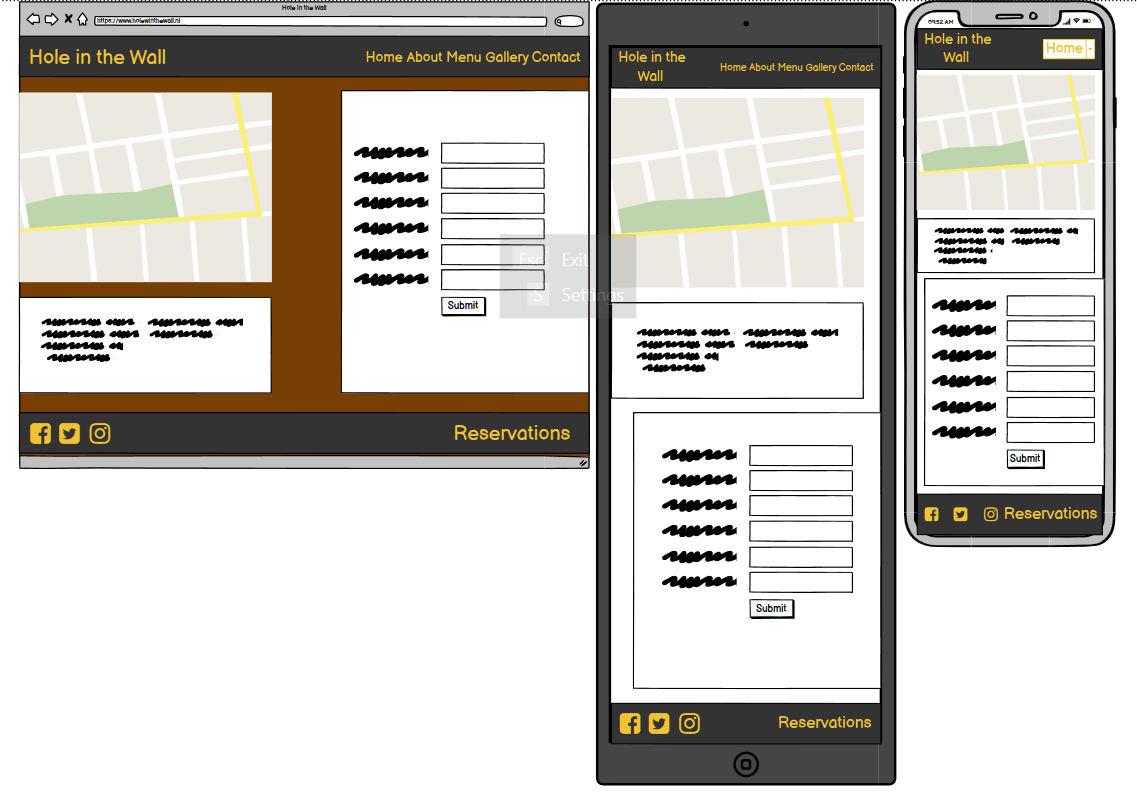 Hole in the Wall
https://www.holewinthewall.nl
Hole in the Wall
Home About Menu Gallery Contact
Submit
Reservations
Esc Exit
S Settings
Hole in the
Wall
Home About Menu Gallery Contact
Submit
Reservations
09:52 AM
Hole in the
Wall
Home
Submit
Reservations